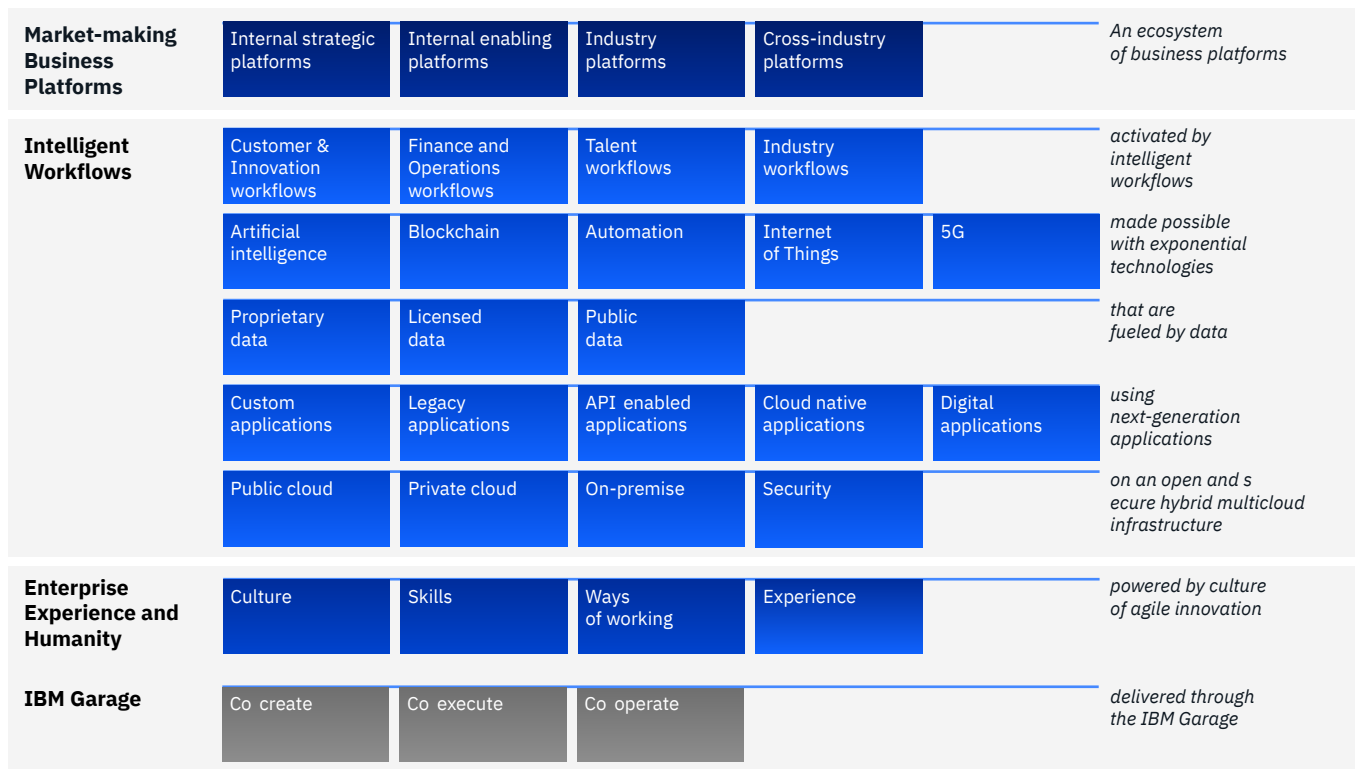 Market-making
Business
Platforms
Internal strategic
platforms
Internal enabling
platforms
Industry
platforms
Cross-industry
platforms
An ecosystem
of business platforms
Intelligent
Workflows
Customer &
Innovation
workflows
Finance and
Operations
workflows
Talent
workflows
Industry
workflows
activated by
intelligent
workflows
Artificial
intelligence
Blockchain
Automation
Internet
of Things
5G
made possible
with exponential
technologies
Proprietary
data
Licensed
data
Public
data
that are
fueled by data
Custom
applications
Legacy
applications
API enabled
applications
Cloud native
applications
Digital
applications
using
next-generation
applications
Public cloud
Private cloud
On-premise
Security
on an open and s
ecure hybrid multicloud
infrastructure
Enterprise
Experience and
Humanity
Culture
Skills
Ways
of working
Experience
powered by culture
of agile innovation
IBM Garage
Co create
Co execute
Co operate
delivered through
the IBM Garage